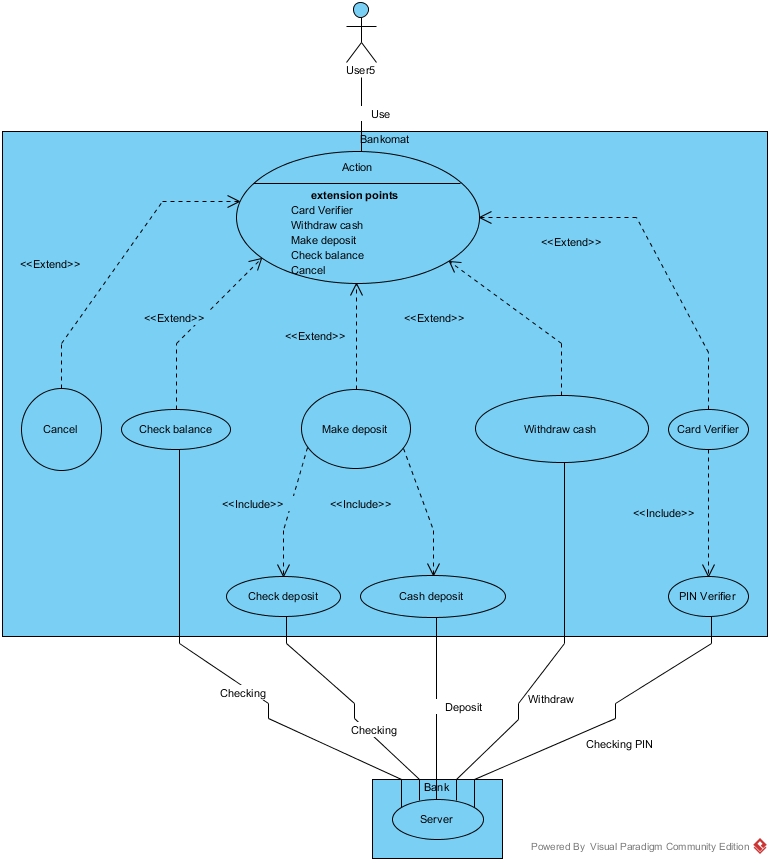 User5
Use
Bankomat
Action
extension points
Card Verifier
Withdraw cash
Make deposit
Check balance
Cancel
<<Extend>>
<<Extend>>
<<Extend>>
<<Extend>>
<<Extend>>
Cancel
Check balance
Make deposit
Withdraw cash
Card Verifier
<<Include>>
<<Include>>
<<Include>>
Check deposit
Cash deposit
PIN Verifier
Checking
Deposit
Withdraw
Checking
Checking PIN
Bank
Server
Powered By Visual Paradigm Community Edition